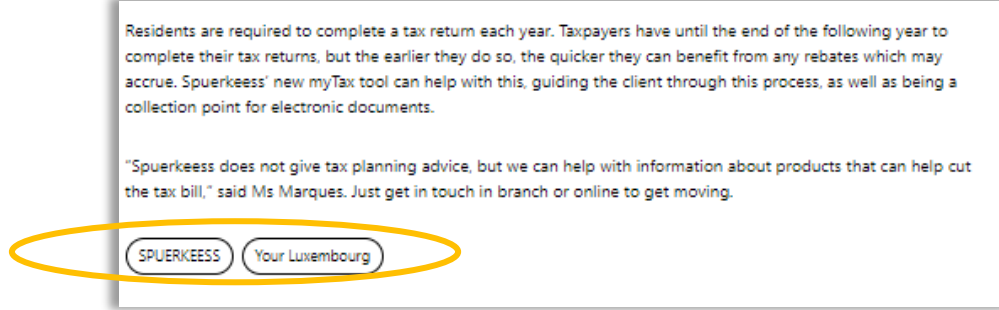 Residents are required to complete a tax return each year. Taxpayers have until the end of the following year to
complete their tax returns, but the earlier they do so, the quicker they can benefit from any rebates which may
accrue. Spuerkeess' new myTax tool can help with this, guiding the client through this process, as well as being a
collection point for electronic documents.
"Spuerkeess does not give tax planning advice, but we can help with information about products that can help cut
the tax bill," said Ms Marques. Just get in touch in branch or online to get moving.
SPUERKEESS Your Luxembourg